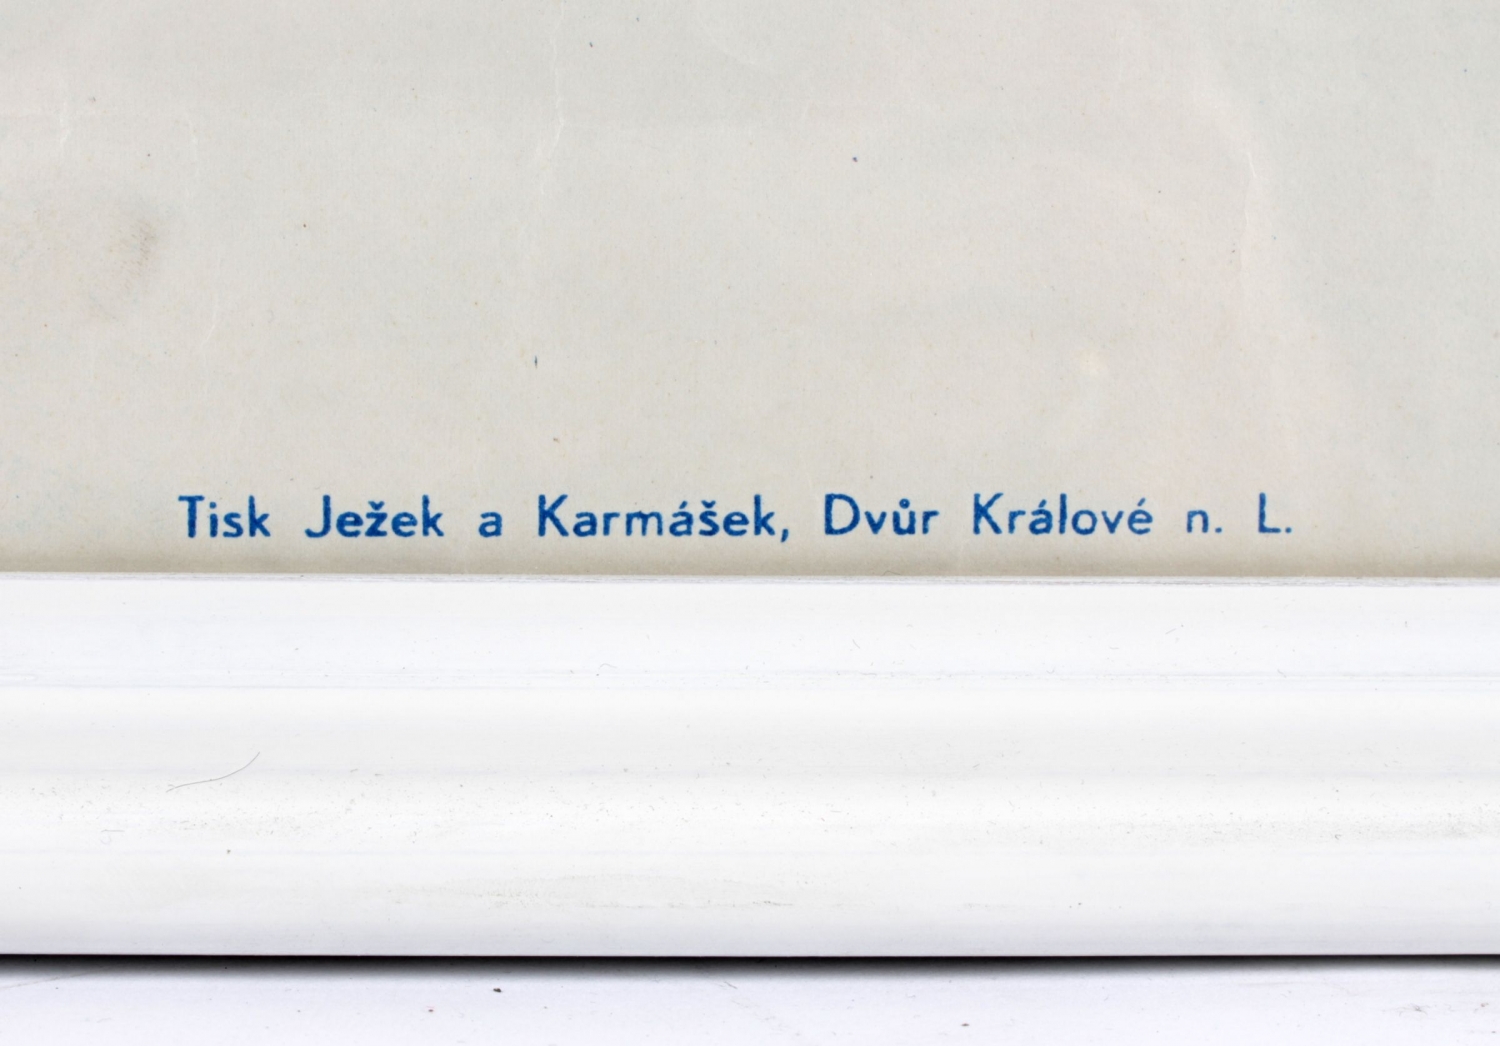 Tisk Ježek a Karmášek, Dvůr Králové n. L.